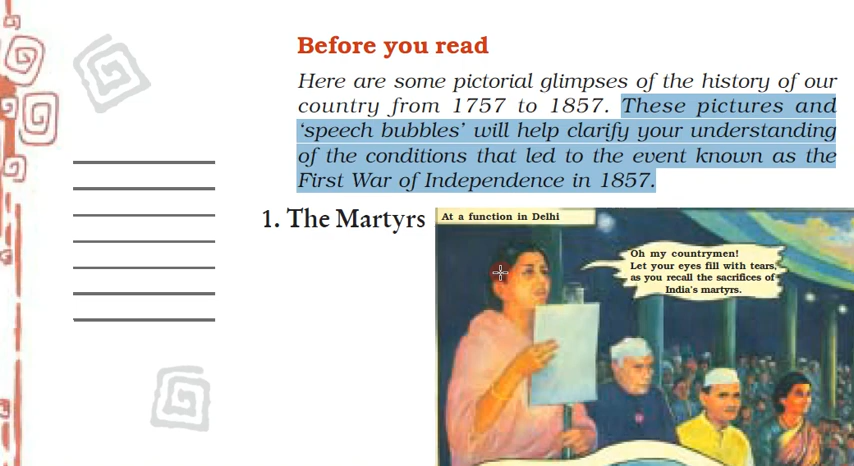 Before you read
Here are some pictorial glimpses of the history of our
country from 1757 to 1857. These pictures and
‘speech bubbles’ will help clarify your understanding
of the conditions that led to the event known as the
First War of Independence in 1857.
1. The Martyrs
At a function in Delhi
Oh my countrymen!
Let your eyes fill with tears,
as you recall the sacrifices of
India's martyrs.